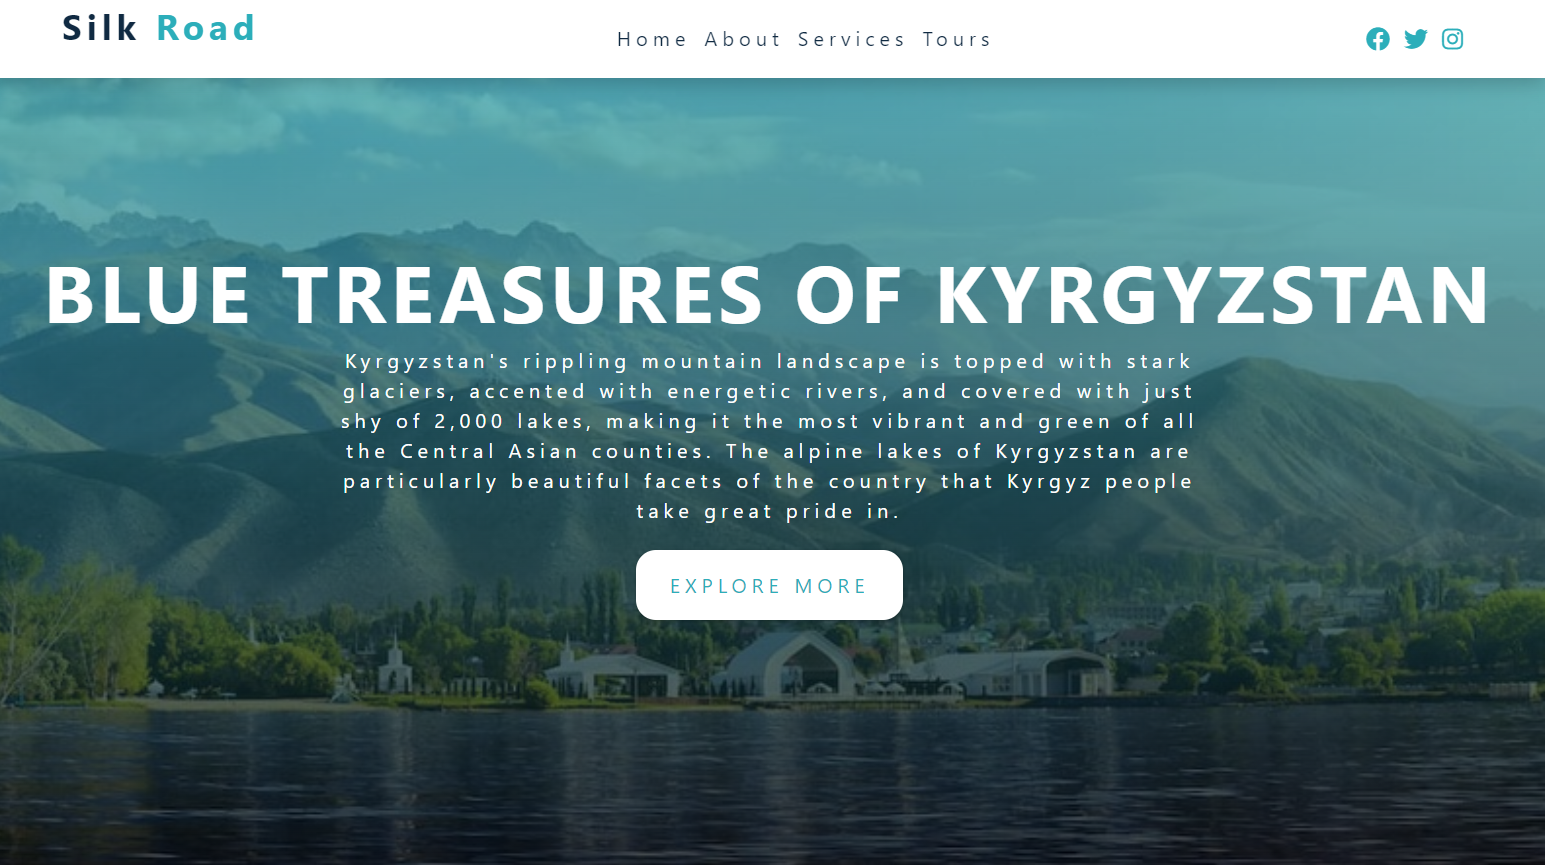 Silk Road
Home About Services Tours
BLUE TREASURES OF KYRGYZSTAN
Kyrgyzstan's rippling mountain landscape is topped with stark
glaciers, accented with energetic rivers, and covered with just
shy of 2,000 lakes, making it the most vibrant and green of all
the Central Asian counties. The alpine lakes of Kyrgyzstan are
particularly beautiful facets of the country that Kyrgyz people
take great pride in.
EXPLORE MORE